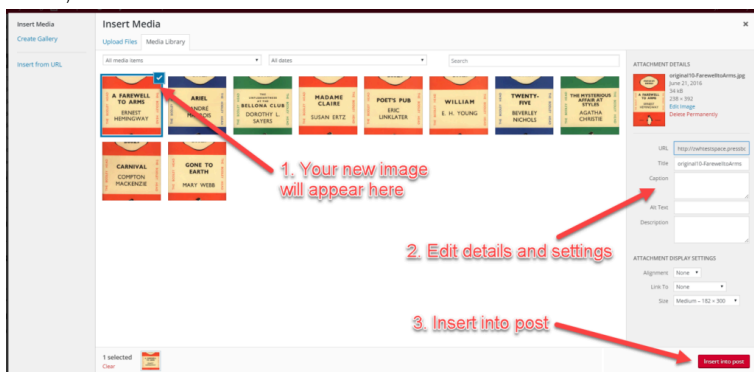 Insert Media
Create Gallery
Insert from URL
Insert Media
Upload Files Media Library
All media items
All dates
Search
A FAREWELL
TO ARMS
ERNEST
HEMINGWAY
ARIEL
ANDRE
BELLONA CLUB
DOROTHY L.
SAYERS
MADAME
CLAIRE
SUSAN ERTZ
POET'S PUB
ERIC
LINKLATER
WILLIAM
E. H. YOUNG
TWENTY-
FIVE
BEVERLEY
NICHOLS
THE MYSTERIOUS
AFFAIR AT
STYLES
AGATHA
CHRISTIE
CARNIVAL
COMPTON
MACKENZIE
GONE TO
EARTH
MARY WEBB
1. Your new image
will appear here
2. Edit details and settings
3. Insert into post
1 selected
Clear
ATTACHMENT DETAILS
original10-FarewelltoArms.jpg
June 21, 2016
34 kB
238 × 392
Edit Image
Delete Permanently
URL
Title original10-FarewelltoArms
Caption
Alt Text
Description
ATTACHMENT DISPLAY SETTINGS
Alignment None
Link To None
Size Medium – 182 × 300
Insert into post